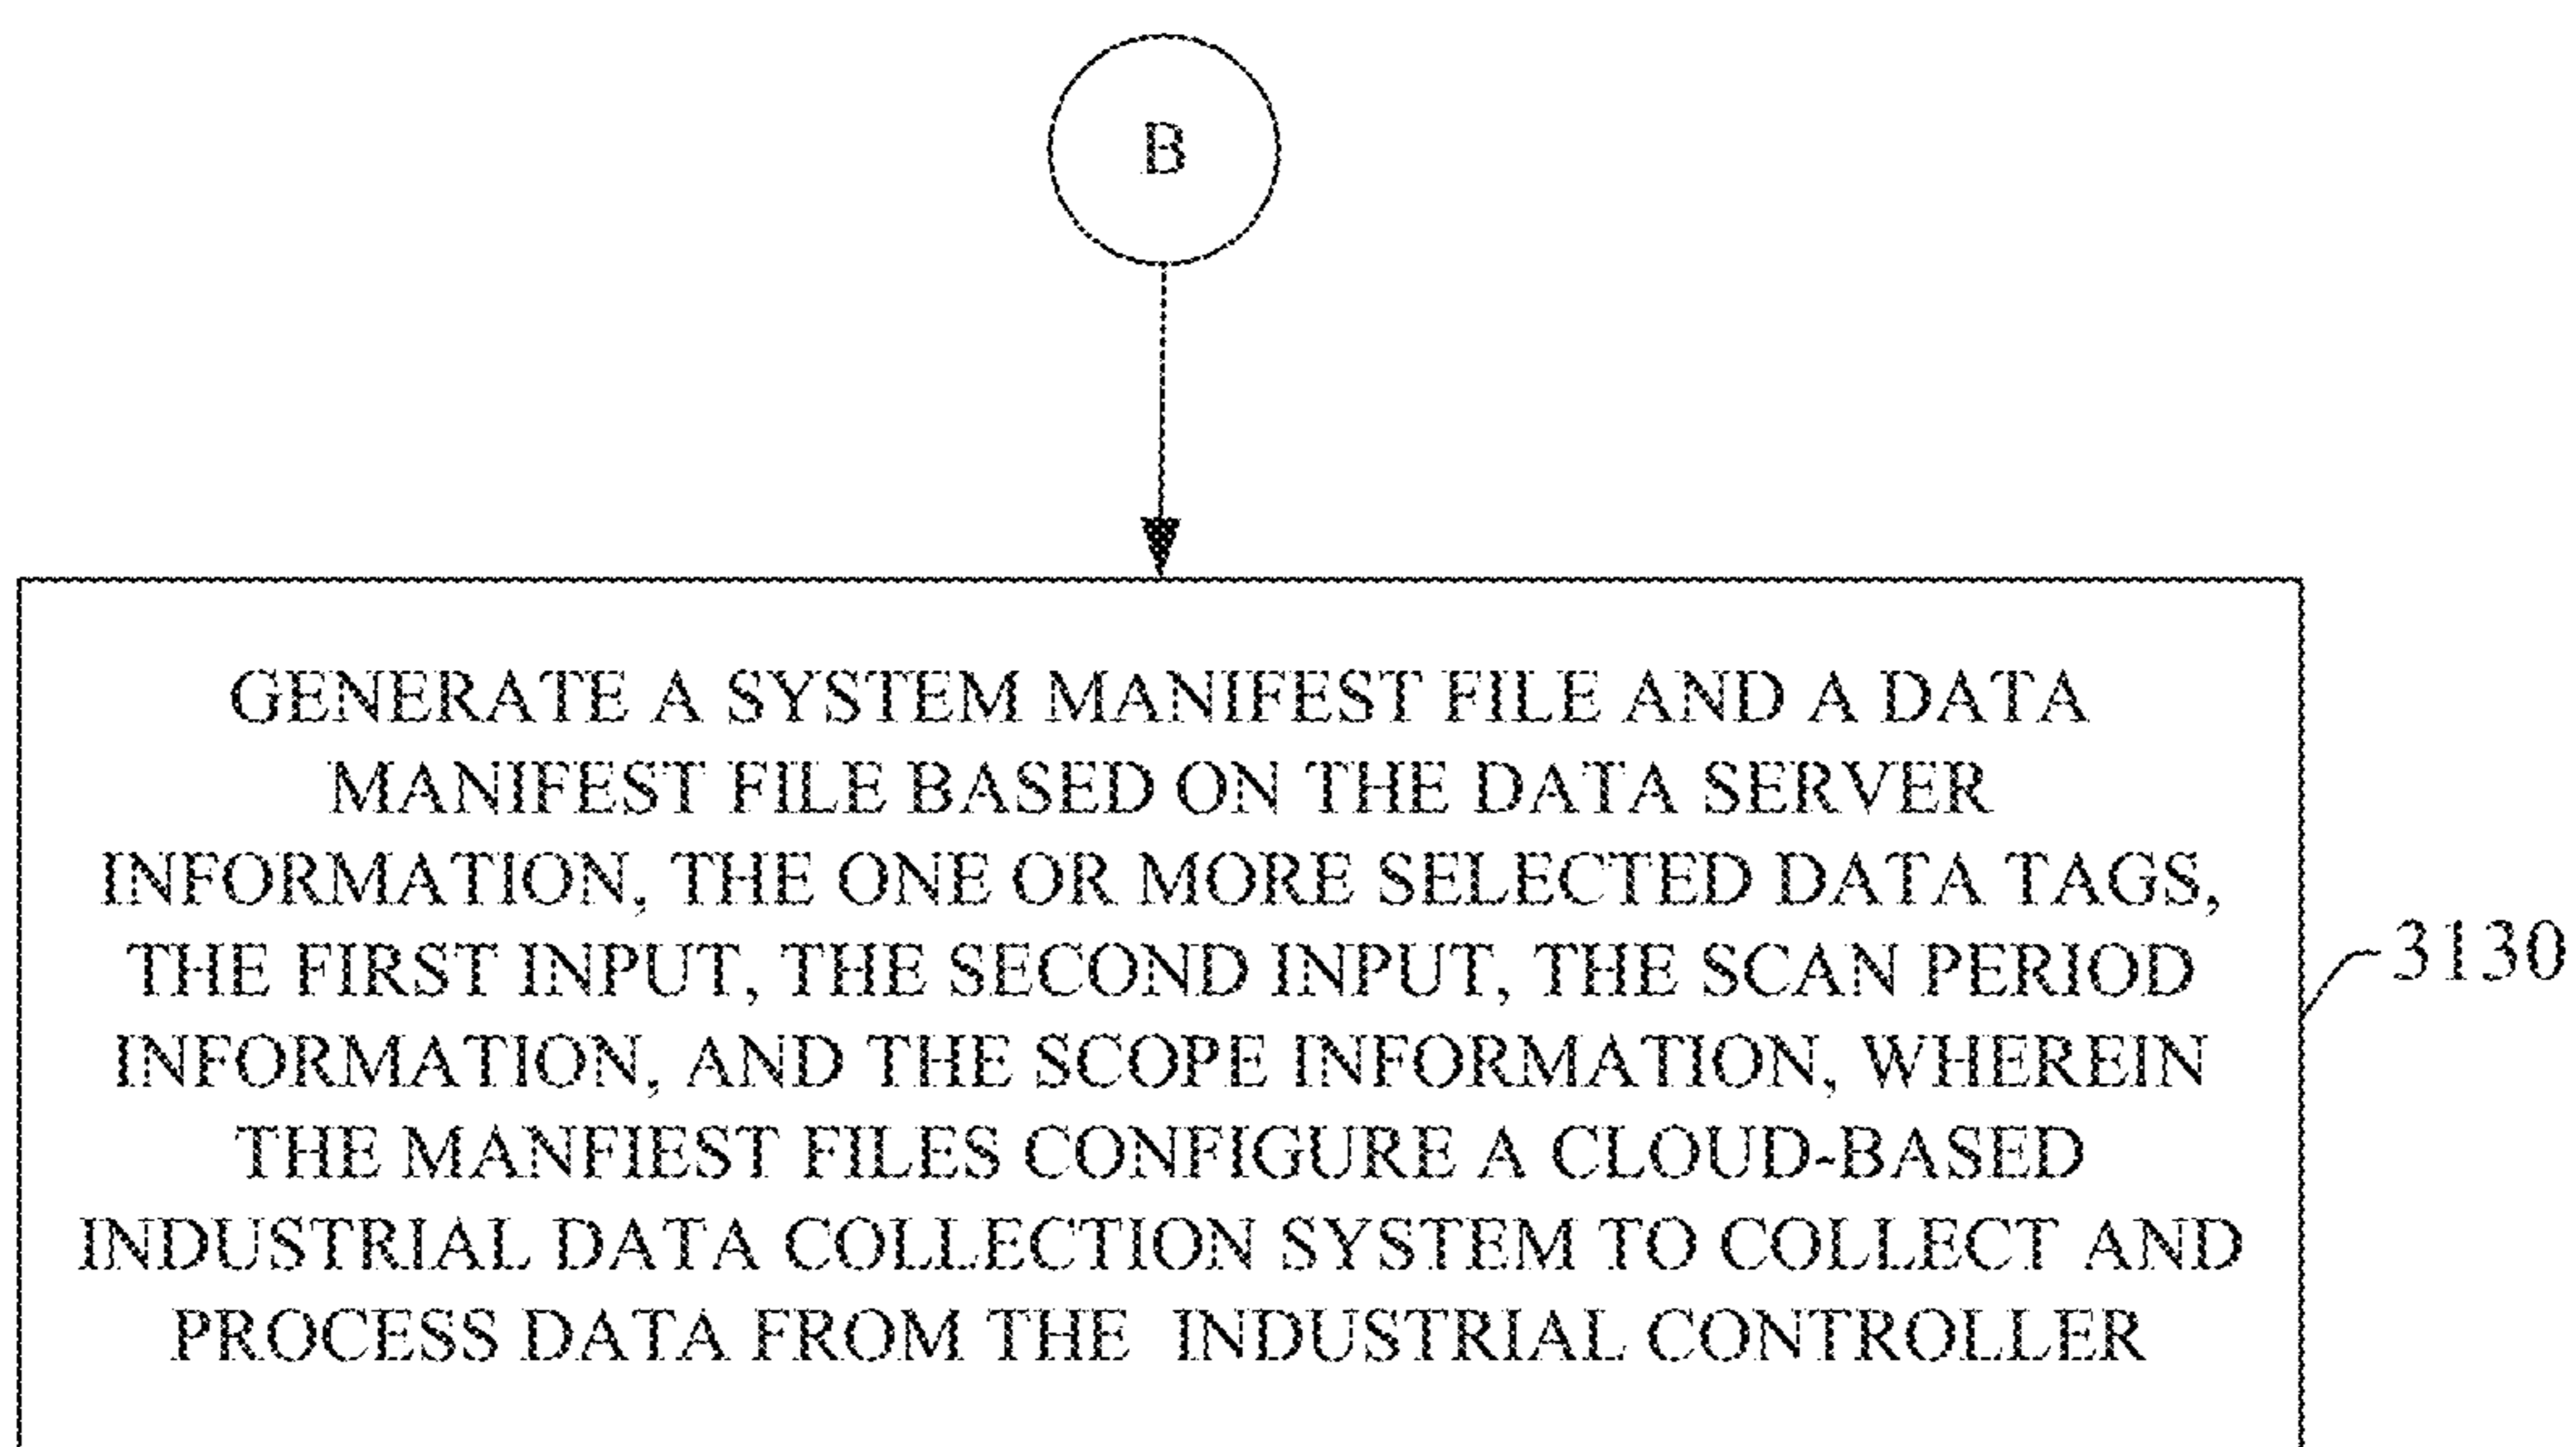 B
GENERATE A SYSTEM MANIFEST FILE AND A DATA
MANIFEST FILE BASED ON THE DATA SERVER
INFORMATION, THE ONE OR MORE SELECTED DATA TAGS,
THE FIRST INPUT, THE SECOND INPUT, THE SCAN PERIOD
INFORMATION, AND THE SCOPE INFORMATION, WHEREIN
THE MANFIEST FILES CONFIGURE A CLOUD-BASED
INDUSTRIAL DATA COLLECTION SYSTEM TO COLLECT AND
PROCESS DATA FROM THE INDUSTRIAL CONTROLLER
3130